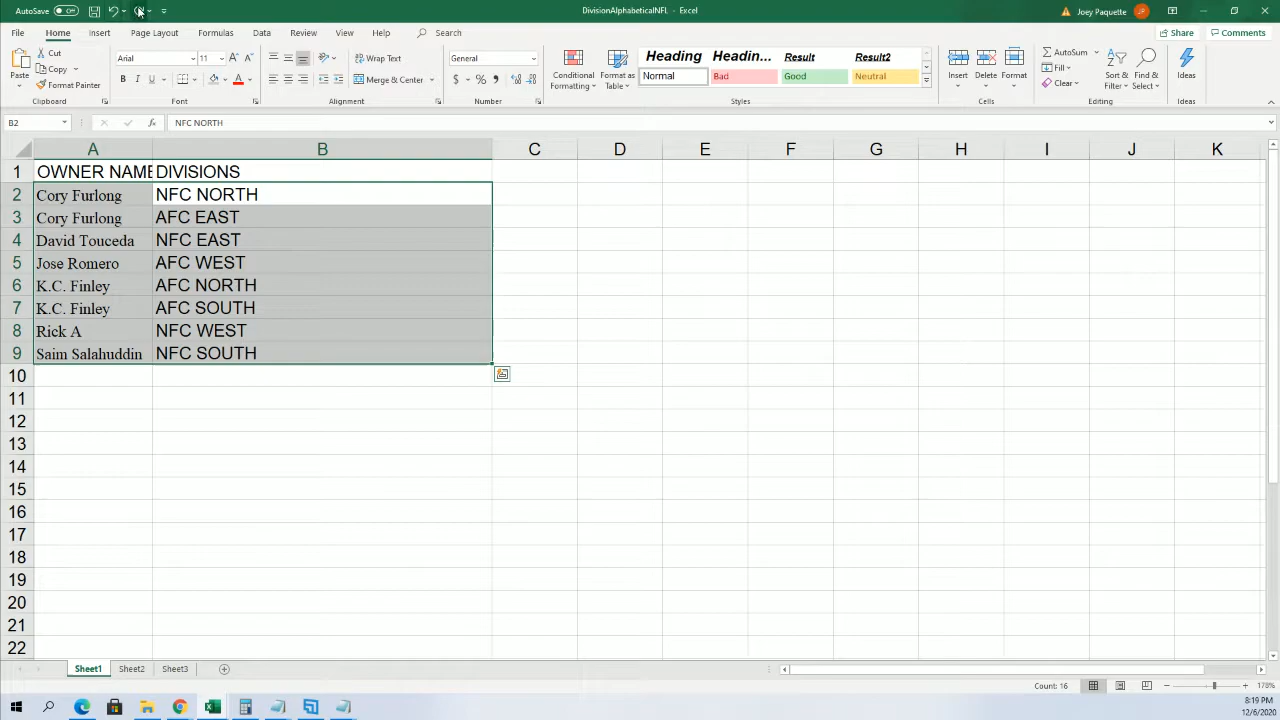 AutoSave Off DivisionAlphabeticalNFL - Excel Joey Paquette JP
File Home Insert Page Layout Formulas Data Review View Help Search Share Comments
Paste Cut Copy Format Painter Clipboard
Arial 11 A A B I U A Font
ab Wrap Text Merge & Center Alignment
General $ % , Number
Conditional Formatting Format as Table
Heading Headin... Result Result2
Normal Bad Good Neutral
Styles
Insert Delete Format Cells
AutoSum Fill Clear Sort & Filter Find & Select Editing
Ideas Ideas
B2 fx NFC NORTH
A B C D E F G H I J K
1 OWNER NAME DIVISIONS
2 Cory Furlong NFC NORTH
3 Cory Furlong AFC EAST
4 David Touceda NFC EAST
5 Jose Romero AFC WEST
6 K.C. Finley AFC NORTH
7 K.C. Finley AFC SOUTH
8 Rick A NFC WEST
9 Saim Salahuddin NFC SOUTH
10
11
12
13
14
15
16
17
18
19
20
21
22
Sheet1 Sheet2 Sheet3
Count: 16 178%
8:19 PM
12/6/2020